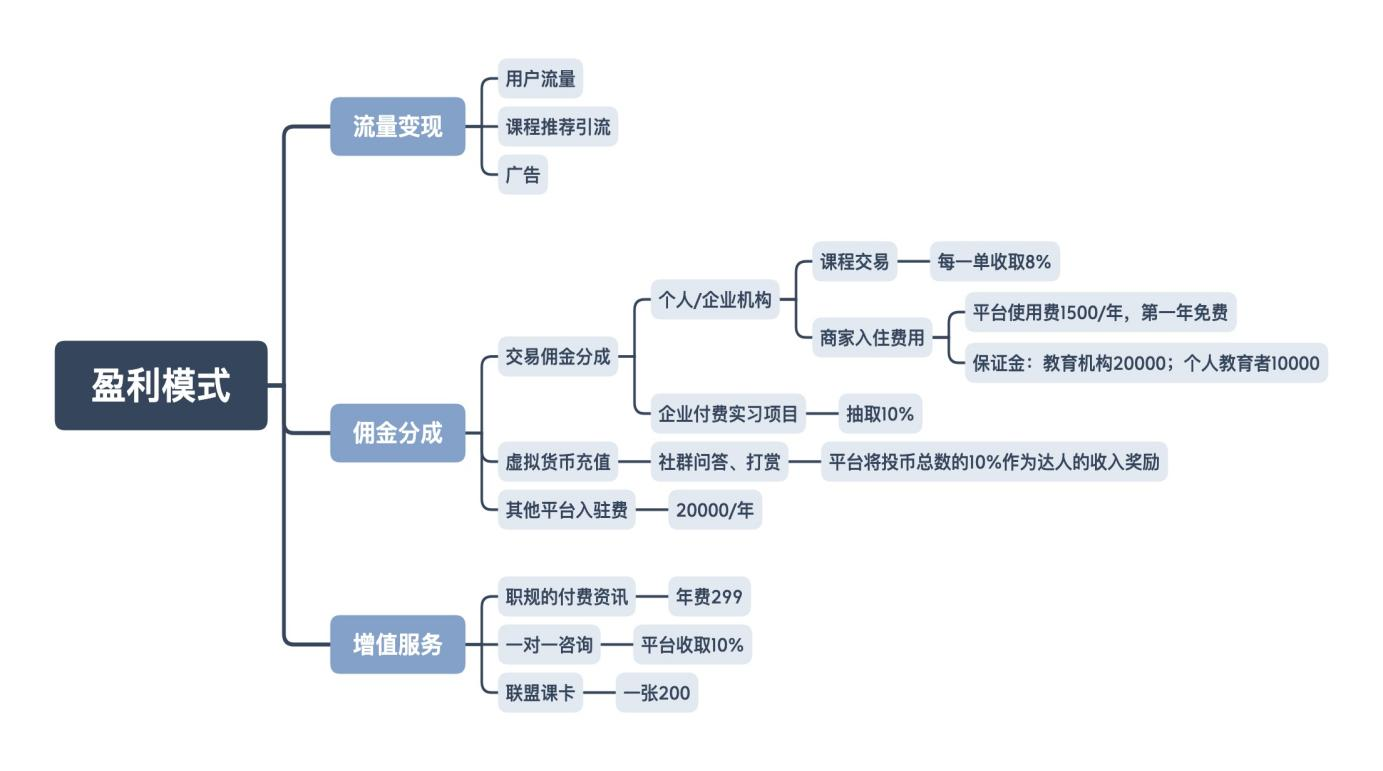 盈利模式
流量变现
用户流量
课程推荐引流
广告
佣金分成
交易佣金分成
个人/企业机构
课程交易
每一单收取8%
商家入住费用
平台使用费1500/年，第一年免费
保证金：教育机构20000；个人教育者10000
企业付费实习项目
抽取10%
虚拟货币充值
社群问答、打赏
平台将投币总数的10%作为达人的收入奖励
其他平台入驻费
20000/年
增值服务
职规的付费资讯
年费299
一对一咨询
平台收取10%
联盟课卡
一张200